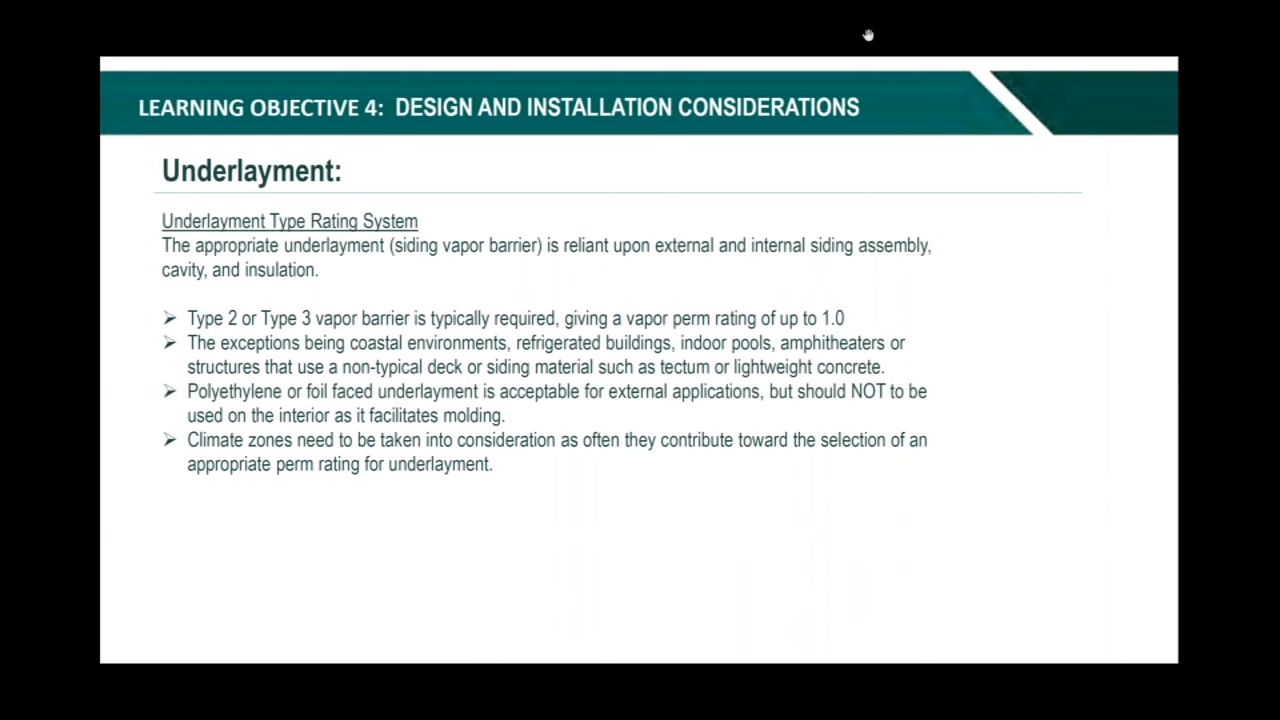 LEARNING OBJECTIVE 4: DESIGN AND INSTALLATION CONSIDERATIONS
Underlayment:
Underlayment Type Rating System
The appropriate underlayment (siding vapor barrier) is reliant upon external and internal siding assembly,
cavity, and insulation.
➢ Type 2 or Type 3 vapor barrier is typically required, giving a vapor perm rating of up to 1.0
➢ The exceptions being coastal environments, refrigerated buildings, indoor pools, amphitheaters or
structures that use a non-typical deck or siding material such as tectum or lightweight concrete.
➢ Polyethylene or foil faced underlayment is acceptable for external applications, but should NOT to be
used on the interior as it facilitates molding.
➢ Climate zones need to be taken into consideration as often they contribute toward the selection of an
appropriate perm rating for underlayment.